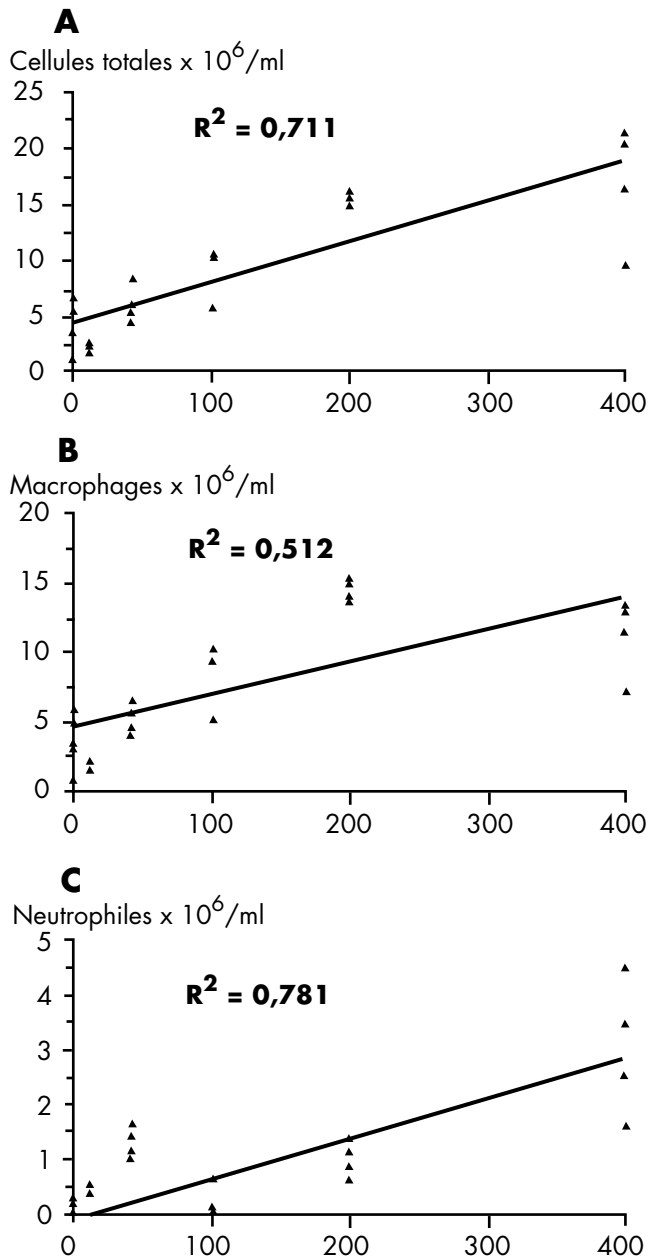 A
Cellules totales x 10⁶/ml
25
R² = 0,711
20
15
10
5
0
0 100 200 300 400
B
Macrophages x 10⁶/ml
20
R² = 0,512
15
10
5
0
0 100 200 300 400
C
Neutrophiles x 10⁶/ml
5
R² = 0,781
4
3
2
1
0
0 100 200 300 400